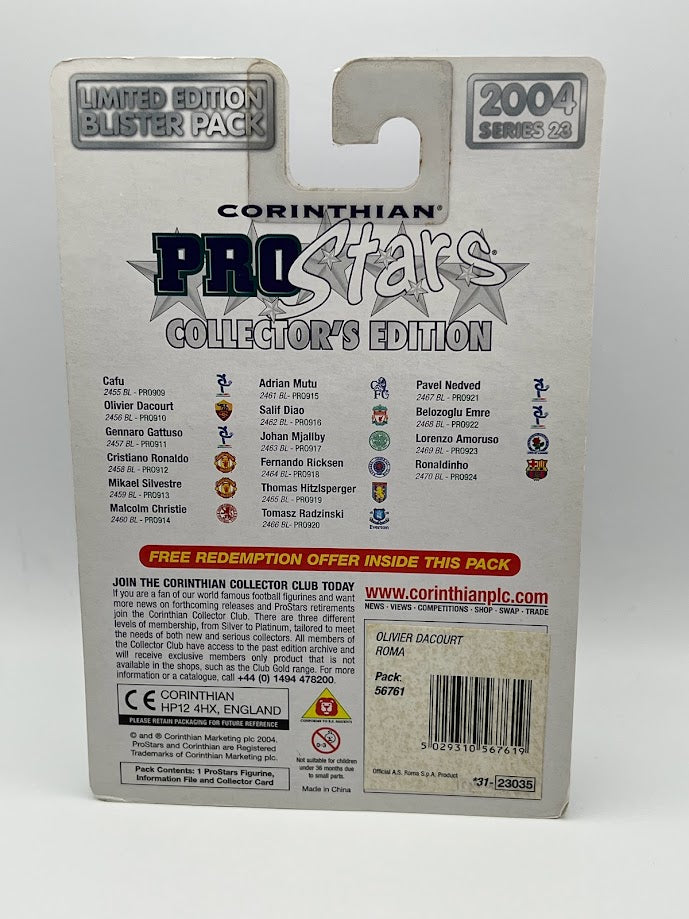 LIMITED EDITION
BLISTER PACK
2004
SERIES 23
CORINTHIAN®
PROStars®
COLLECTOR'S EDITION
Cafu
2455 BL - PRO909
Olivier Dacourt
2456 BL - PRO910
Gennaro Gattuso
2457 BL - PRO911
Cristiano Ronaldo
2458 BL - PRO912
Mikael Silvestre
2459 BL - PRO913
Malcolm Christie
2460 BL - PRO914
Adrian Mutu
2461 BL - PRO915
Salif Diao
2462 BL - PRO916
Johan Mjallby
2463 BL - PRO917
Fernando Ricksen
2464 BL - PRO918
Thomas Hitzlsperger
2465 BL - PRO919
Tomasz Radzinski
2466 BL- PRO920
Everton
Pavel Nedved
2467 BL - PRO921
Belozoglu Emre
2468 BL - PRO922
Lorenzo Amoruso
2469 BL - PRO923
Ronaldinho
2470 BL - PRO924
FREE REDEMPTION OFFER INSIDE THIS PACK
JOIN THE CORINTHIAN COLLECTOR CLUB TODAY
If you are a fan of our world famous football figurines and want
more news on forthcoming releases and ProStars retirements
join the Corinthian Collector Club. There are three different
levels of membership, from Silver to Platinum, tailored to meet
the needs of both new and serious collectors. All members of
the Collector Club have access to the past edition archive and
will receive exclusive members only product that is not
available in the shops, such as the Club Gold range. For more
information or a catalogue, call +44 (0) 1494 478200.
CE CORINTHIAN
HP12 4HX, ENGLAND
PLEASE RETAIN PACKAGING FOR FUTURE REFERENCE
© and ® Corinthian Marketing plc 2004.
ProStars and Corinthian are Registered
Trademarks of Corinthian Marketing plc.
Pack Contents: 1 ProStars Figurine,
Information File and Collector Card
0-3
Not suitable for children
under 36 months due
to small parts.
Made in China
www.corinthianplc.com
NEWS · VIEWS · COMPETITIONS · SHOP · SWAP · TRADE
OLIVIER DACOURT
ROMA
Pack:
56761
5 029310 567619
Official A.S. Roma S.p.A. Product
*31- 23035